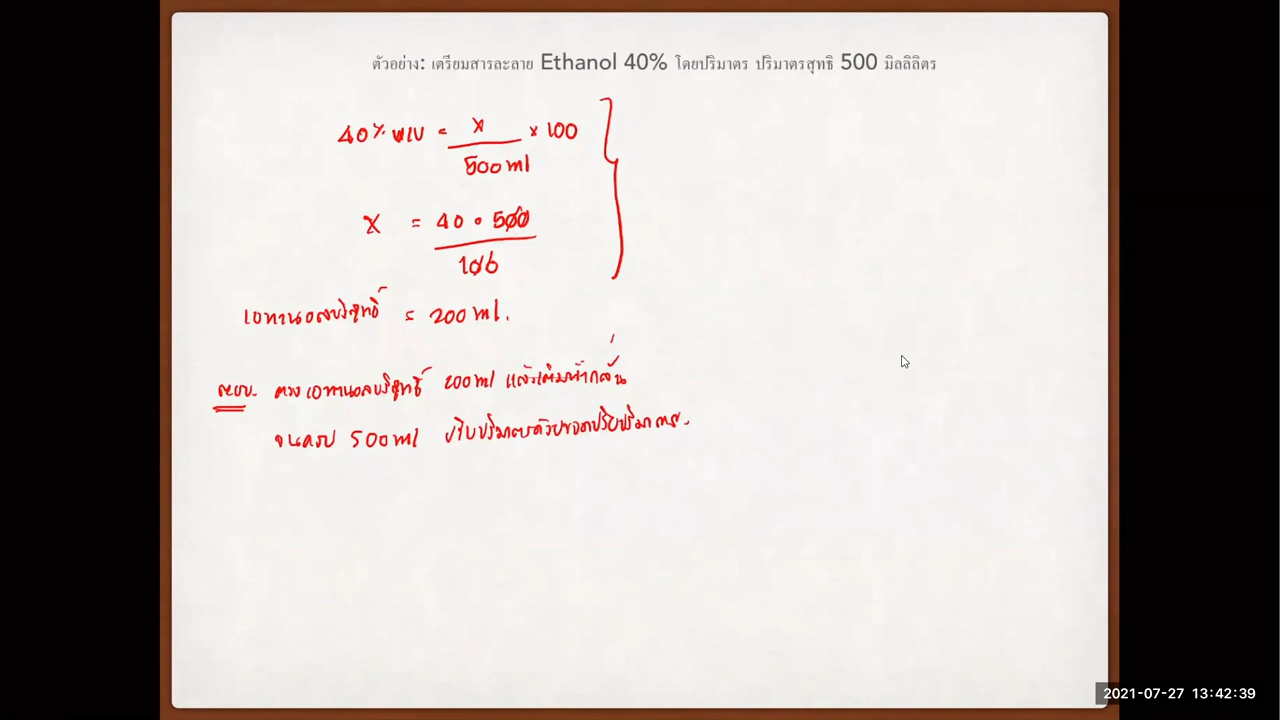 ตัวอย่าง: เตรียมสารละลาย Ethanol 40% โดยปริมาตร ปริมาตรสุทธิ 500 มิลลิลิตร
40% v/v = x / 500 ml × 100
x = 40 • 500 / 100
เอทานอลบริสุทธิ์ = 200 ml.
ตวงเอทานอลบริสุทธิ์ 200 ml แล้วเติมน้ำกลั่น
จนครบ 500 ml ปรับปริมาตรด้วยขวดปรับปริมาตร.
2021-07-27 13:42:39